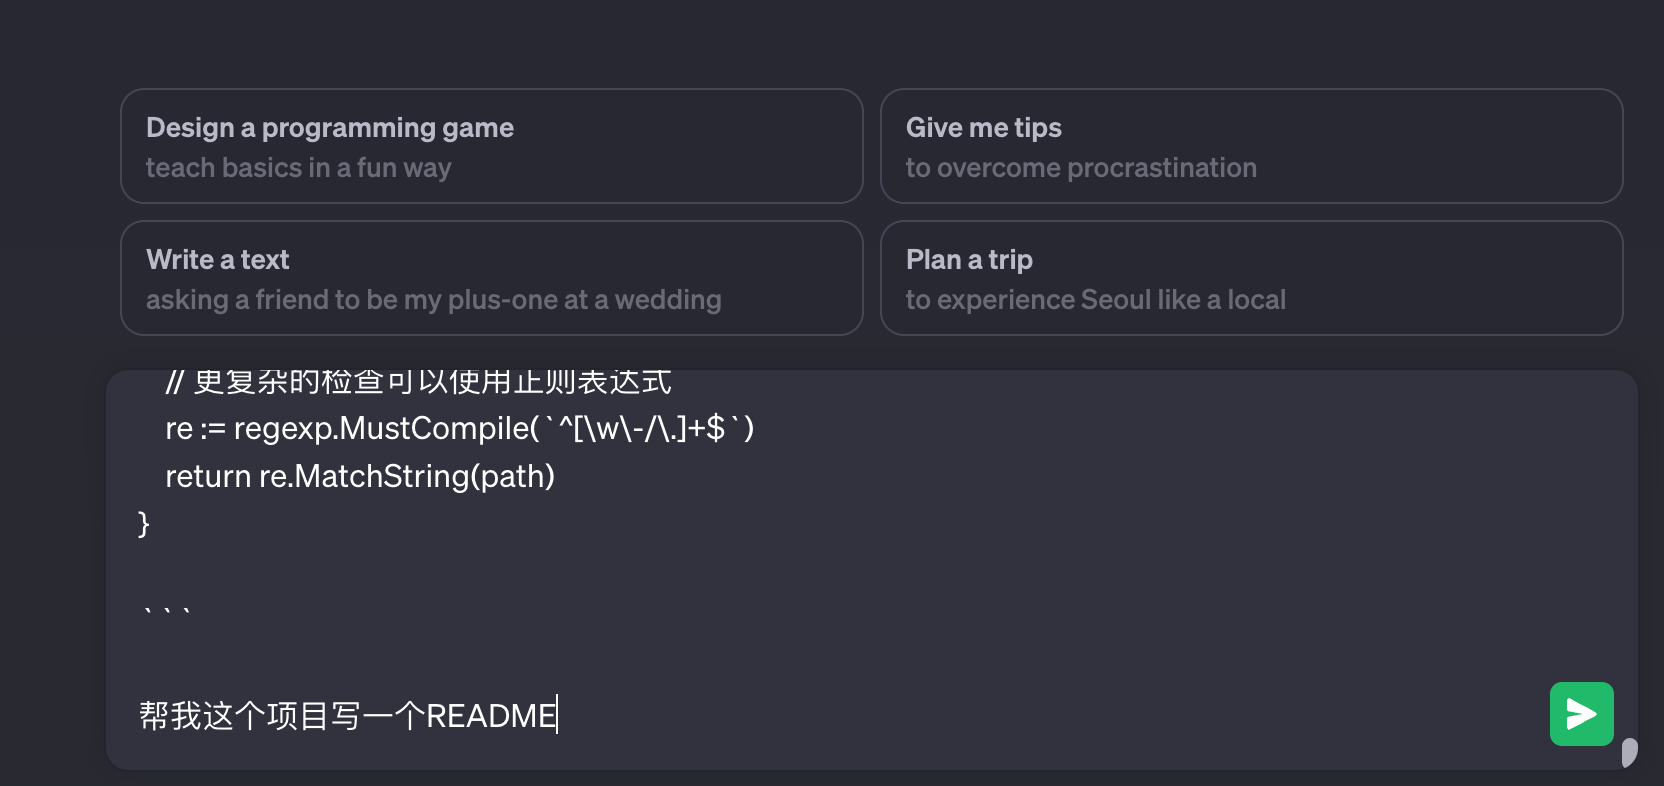 Design a programming game
teach basics in a fun way
Give me tips
to overcome procrastination
Write a text
asking a friend to be my plus-one at a wedding
Plan a trip
to experience Seoul like a local
// 更复杂的检查可以使用正则表达式
re := regexp.MustCompile(`^[\w\-/\.]+$`)
return re.MatchString(path)
}
```
帮我这个项目写一个README